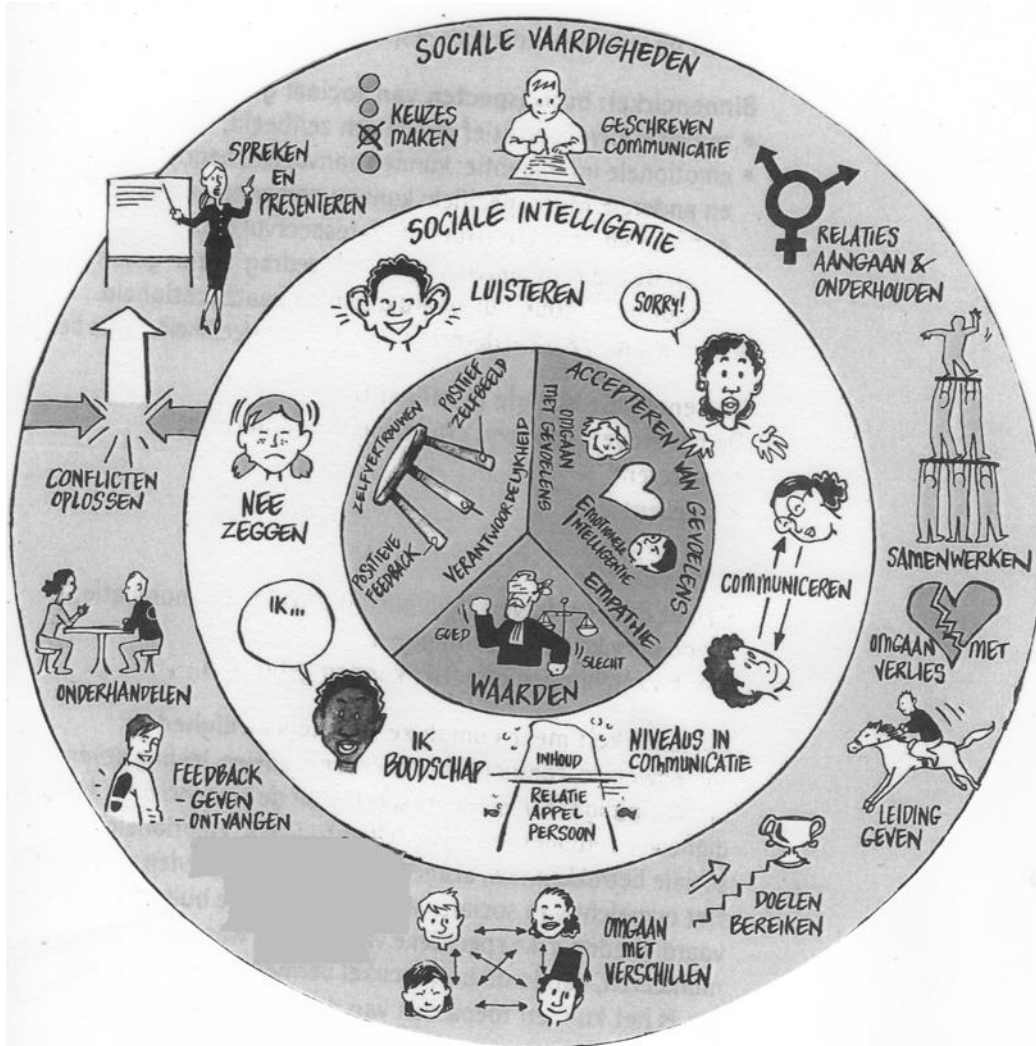 SOCIALE VAARDIGHEDEN
KEUZES
MAKEN
GESCHREVEN
COMMUNICATIE
SPREKEN
EN
PRESENTEREN
RELATIES
AANGAAN &
ONDERHOUDEN
SAMENWERKEN
OMGAAN MET
VERLIES
LEIDING
GEVEN
DOELEN
BEREIKEN
OMGAAN
MET
VERSCHILLEN
FEEDBACK
- GEVEN
- ONTVANGEN
ONDERHANDELEN
CONFLICTEN
OPLOSSEN
SOCIALE INTELLIGENTIE
LUISTEREN
SORRY!
COMMUNICEREN
NIVEAUS IN
COMMUNICATIE
INHOUD
RELATIE
APPEL
PERSOON
IK
BOODSCHAP
IK...
NEE
ZEGGEN
ZELFVERTROUWEN
POSITIEF
ZELFBEELD
POSITIEVE
FEEDBACK
VERANTWOORDELIJKHEID
ACCEPTEREN VAN GEVOELENS
OMGAAN
MET GEVOELENS
EMOTIONELE
INTELLIGENTIE
EMPATHIE
GOED
SLECHT
WAARDEN